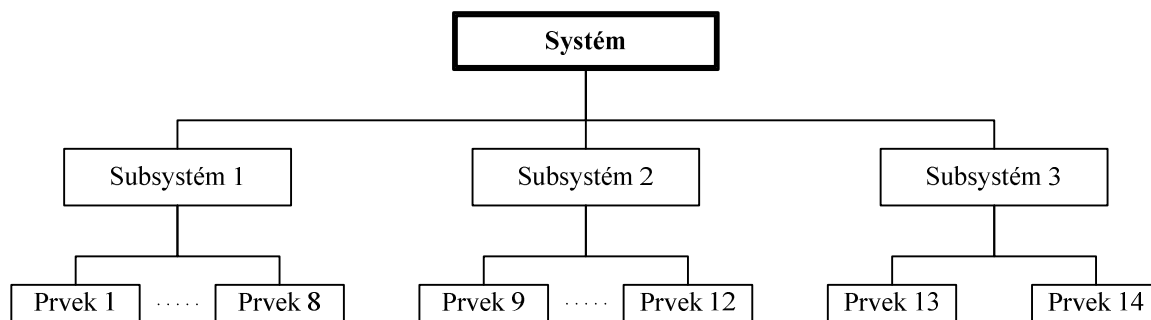 Systém
Subsystém 1
Subsystém 2
Subsystém 3
Prvek 1 ..... Prvek 8
Prvek 9 ..... Prvek 12
Prvek 13
Prvek 14